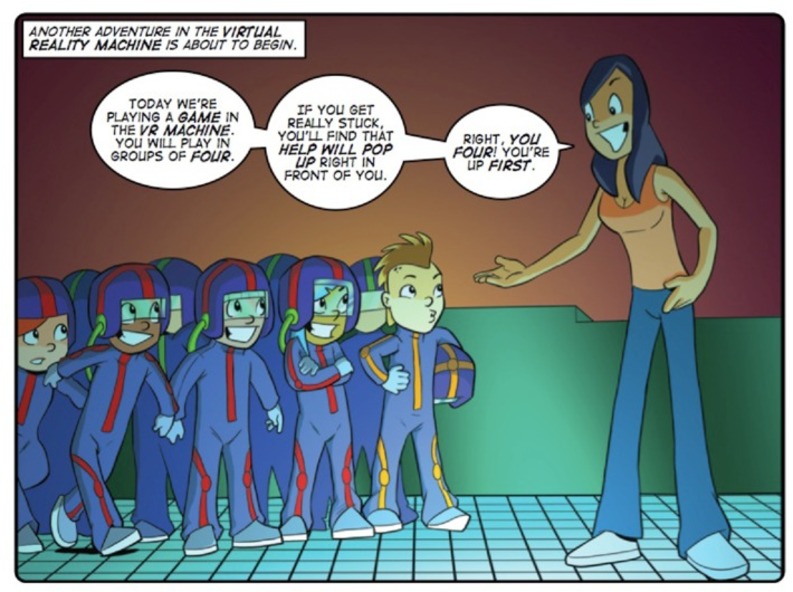 ANOTHER ADVENTURE IN THE VIRTUAL
REALITY MACHINE IS ABOUT TO BEGIN.
TODAY WE'RE
PLAYING A GAME IN
THE VR MACHINE.
YOU WILL PLAY IN
GROUPS OF FOUR.
IF YOU GET
REALLY STUCK,
YOU'LL FIND THAT
HELP WILL POP
UP RIGHT IN
FRONT OF YOU.
RIGHT, YOU
FOUR! YOU'RE
UP FIRST.